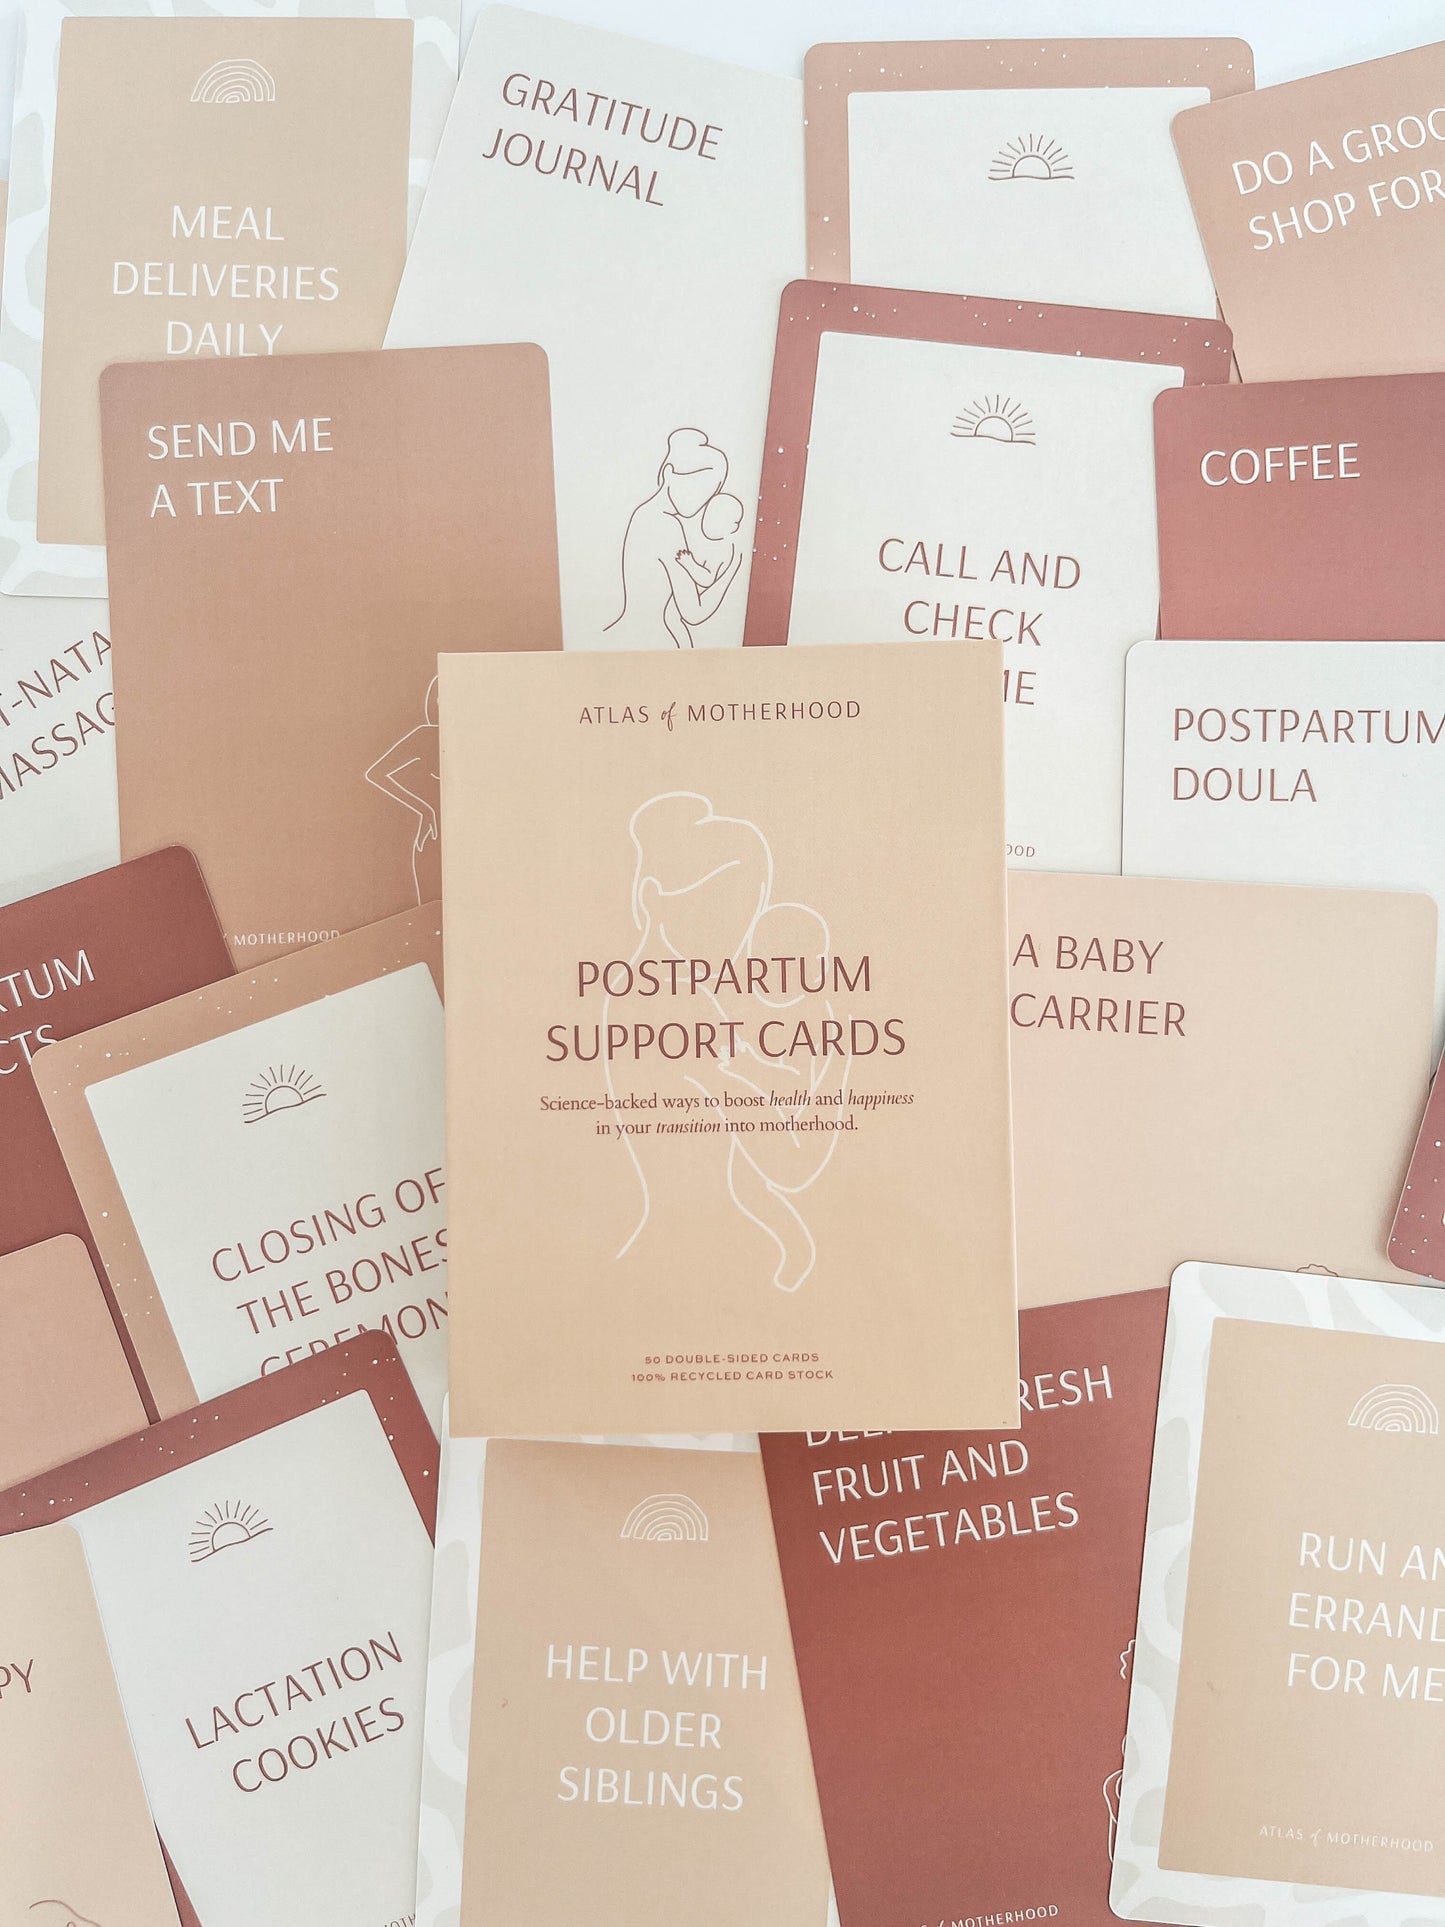 MEAL
DELIVERIES
DAILY
GRATITUDE
JOURNAL
DO A
SHOP FOR
SEND ME
A TEXT
MOTHERHOOD
CALL AND
CHECK
COFFEE
POSTPARTUM
DOULA
A BABY
CARRIER
ATLAS of MOTHERHOOD
POSTPARTUM
SUPPORT CARDS
Science-backed ways to boost health and happiness
in your transition into motherhood.
50 DOUBLE-SIDED CARDS
100% RECYCLED CARD STOCK
CLOSING OF
THE BONES
LACTATION
COOKIES
HELP WITH
OLDER
SIBLINGS
FRUIT AND
VEGETABLES
ATLAS of MOTHERHOOD
RUN
FOR ME
ATLAS of MOTHERHOOD